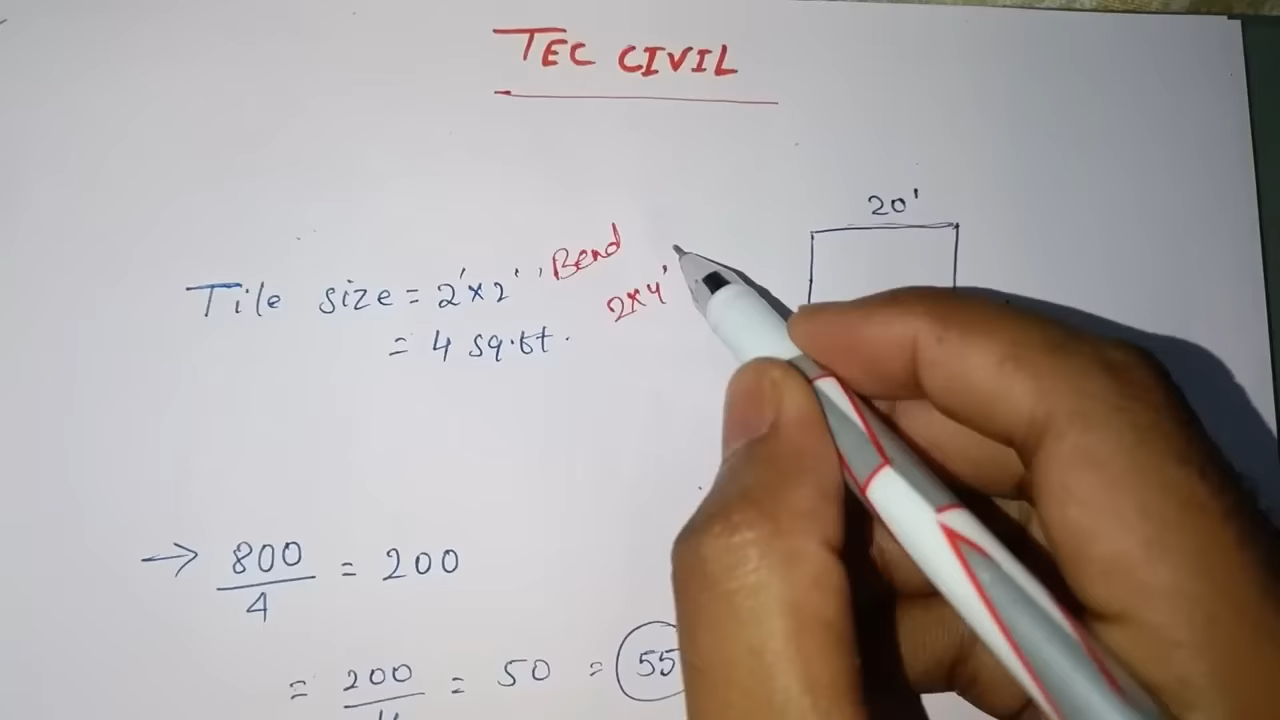 TEC CIVIL
20'
Tile size = 2'x2', Bend
2x4'
= 4 sq.ft.
→ 800/4 = 200
= 200/4 = 50 = 55